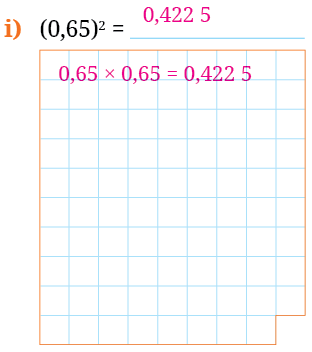 i) (0,65)² = 0,422 5
0,65 × 0,65 = 0,422 5